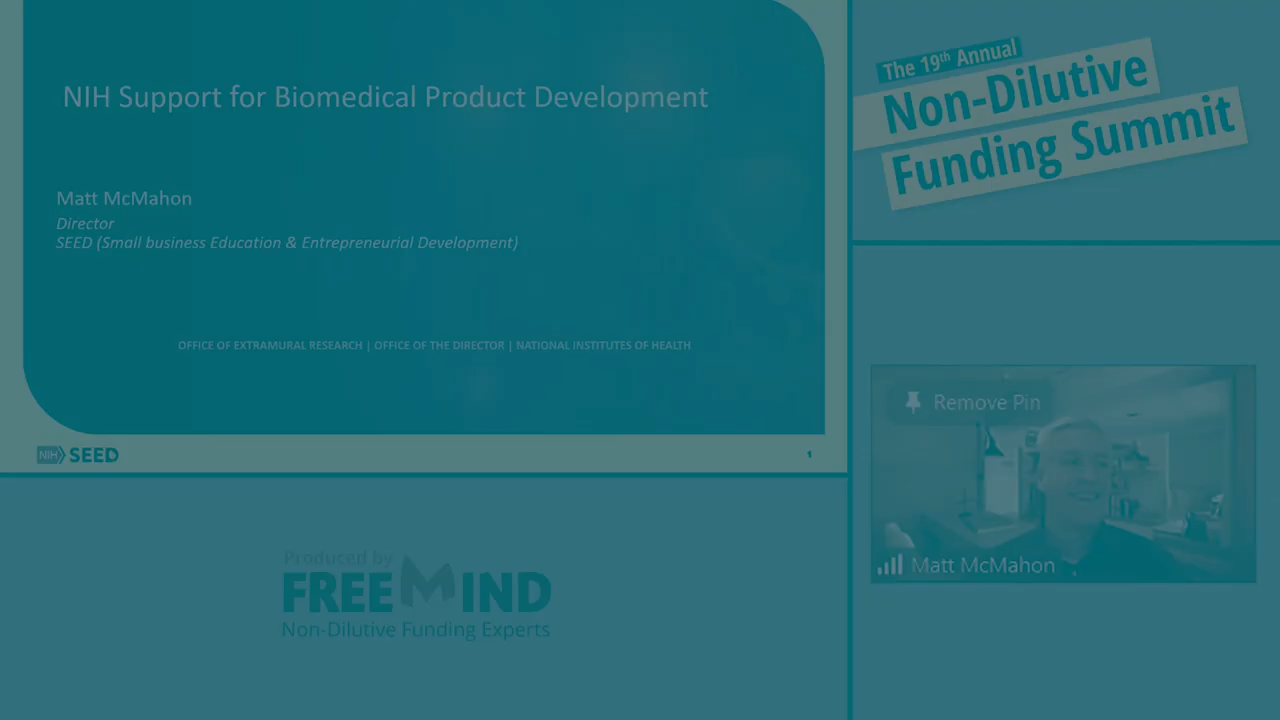 NIH Support for Biomedical Product Development
Matt McMahon
Director
SEED (Small business Education & Entrepreneurial Development)
OFFICE OF EXTRAMURAL RESEARCH | OFFICE OF THE DIRECTOR | NATIONAL INSTITUTES OF HEALTH
NIH SEED
1
The 19th Annual
Non-Dilutive
Funding Summit
Remove Pin
Matt McMahon
Produced by
FREEMIND
Non-Dilutive Funding Experts